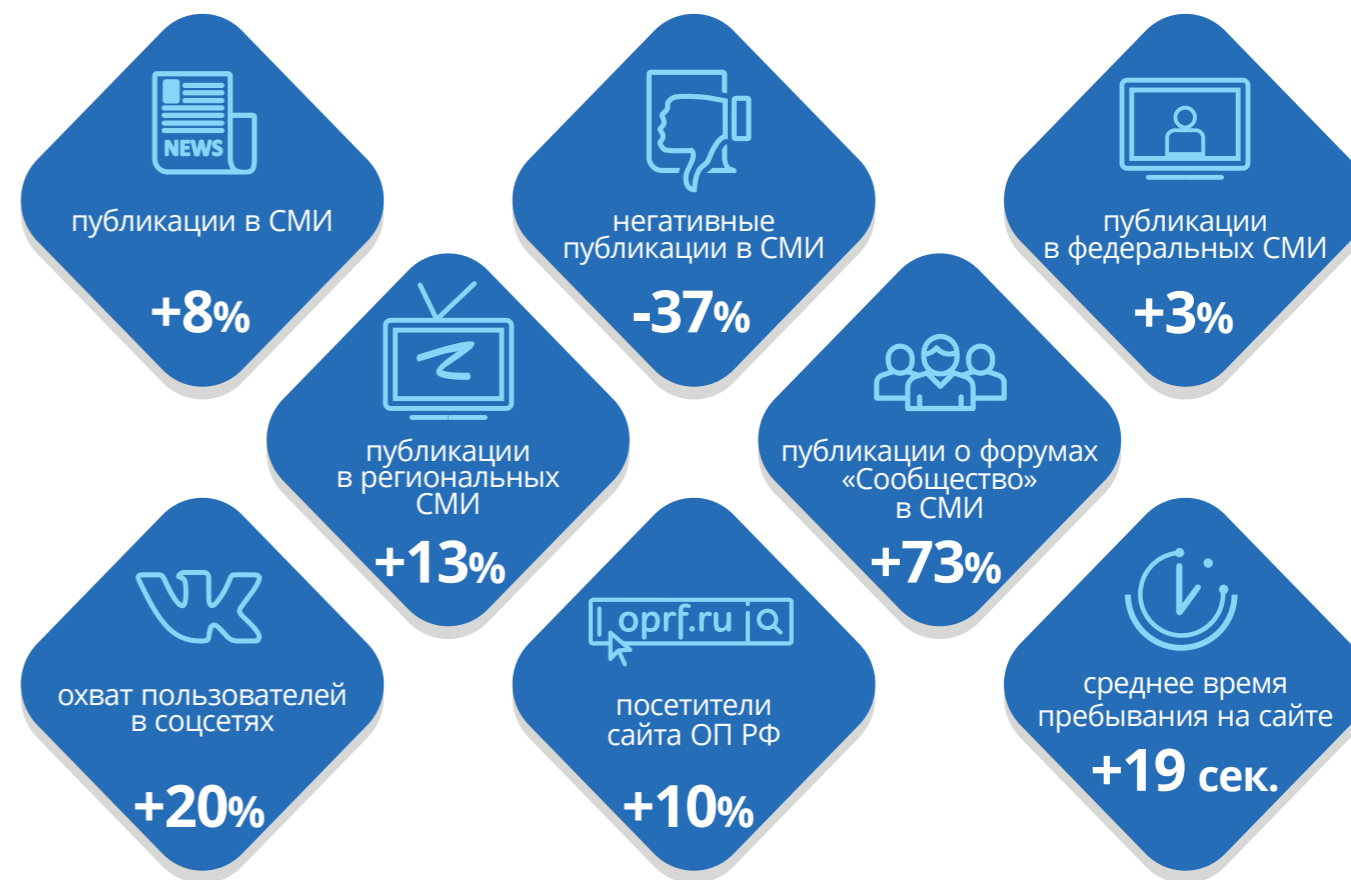 NEWS
публикации в СМИ
+8%
негативные
публикации в СМИ
-37%
публикации
в федеральных СМИ
+3%
публикации
в региональных
СМИ
+13%
публикации о форумах
«Сообщество»
в СМИ
+73%
охват пользователей
в соцсетях
+20%
oprf.ru
посетители
сайта ОП РФ
+10%
среднее время
пребывания на сайте
+19 сек.